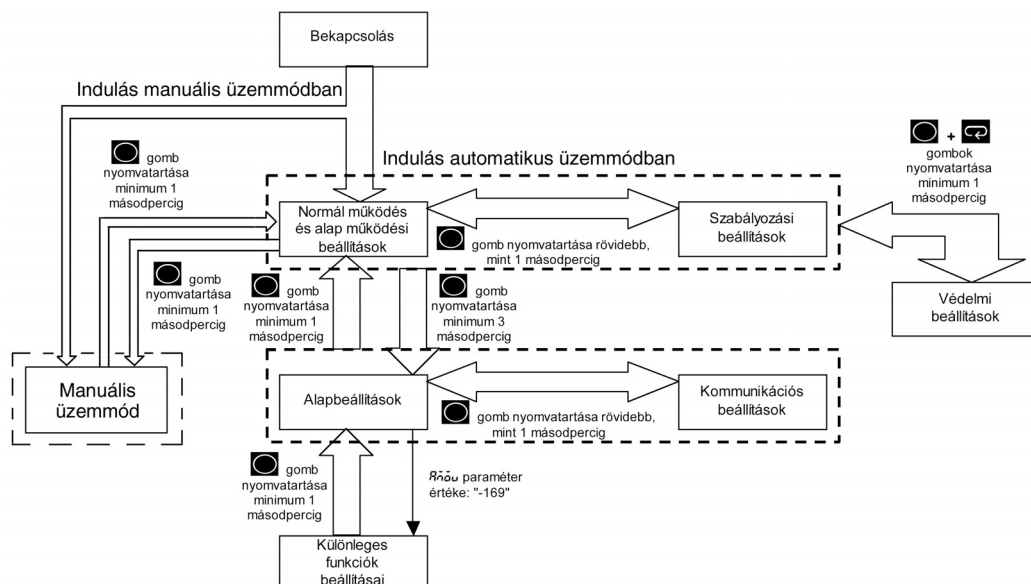 Bekapcsolás
Indulás manuális üzemmódban
gomb
nyomvatartása
minimum 1
másodpercig
Indulás automatikus üzemmódban
+
gombok
nyomvatartása
minimum 1
másodpercig
Normál működés
és alap működési
beállítások
gomb nyomvatartása rövidebb,
mint 1 másodpercig
Szabályozási
beállítások
gomb
nyomvatartása
minimum 1
másodpercig
gomb
nyomvatartása
minimum 1
másodpercig
gomb
nyomvatartása
minimum 3
másodpercig
Védelmi
beállítások
Manuális
üzemmód
Alapbeállítások
gomb nyomvatartása rövidebb,
mint 1 másodpercig
Kommunikációs
beállítások
gomb
nyomvatartása
minimum 1
másodpercig
paraméter
értéke: "-169"
Különleges
funkciók
beállításai